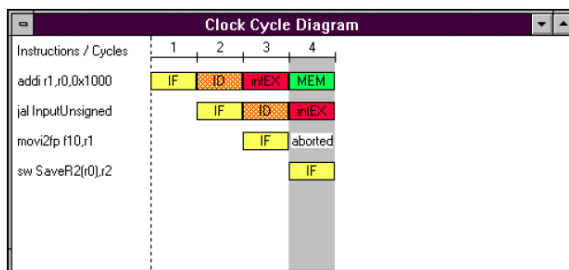 Clock Cycle Diagram
Instructions / Cycles 1 2 3 4
addi r1,r0,0x1000 IF ID intEX MEM
jal InputUnsigned IF ID intEX
movi2fp f10,r1 IF aborted
sw SaveR2(r0),r2 IF